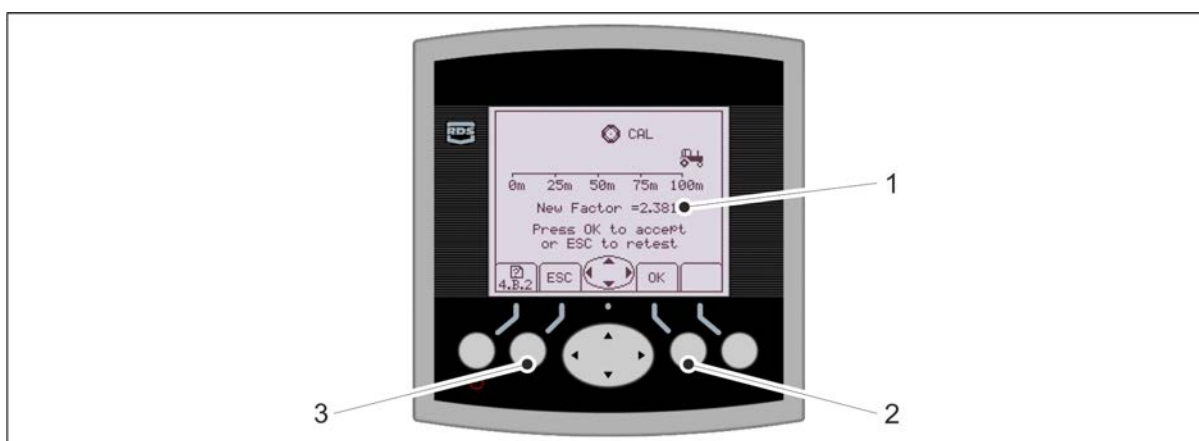 RDS
CAL
0m 25m 50m 75m 100m
New Factor =2.381
Press OK to accept
or ESC to retest
4.B.2 ESC OK
1
2
3